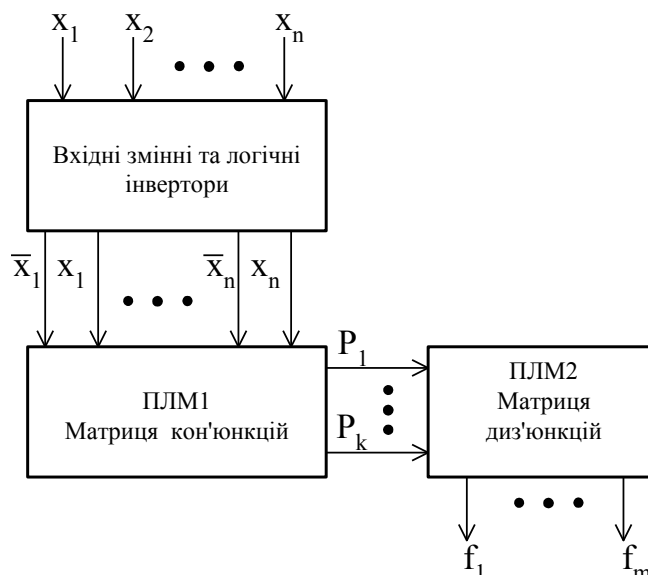 x₁ x₂ • • • xₙ
Вхідні змінні та логічні
інвертори
x̅₁ x₁ • • • x̅ₙ xₙ
P₁
ПЛМ1
Матриця кон'юнкцій
Pₖ
ПЛМ2
Матриця
диз'юнкцій
f₁ • • • fₘ